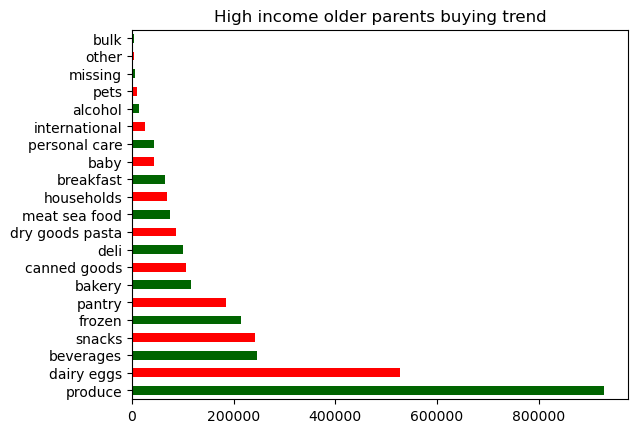 High income older parents buying trend
bulk
other
missing
pets
alcohol
international
personal care
baby
breakfast
households
meat sea food
dry goods pasta
deli
canned goods
bakery
pantry
frozen
snacks
beverages
dairy eggs
produce
0 200000 400000 600000 800000